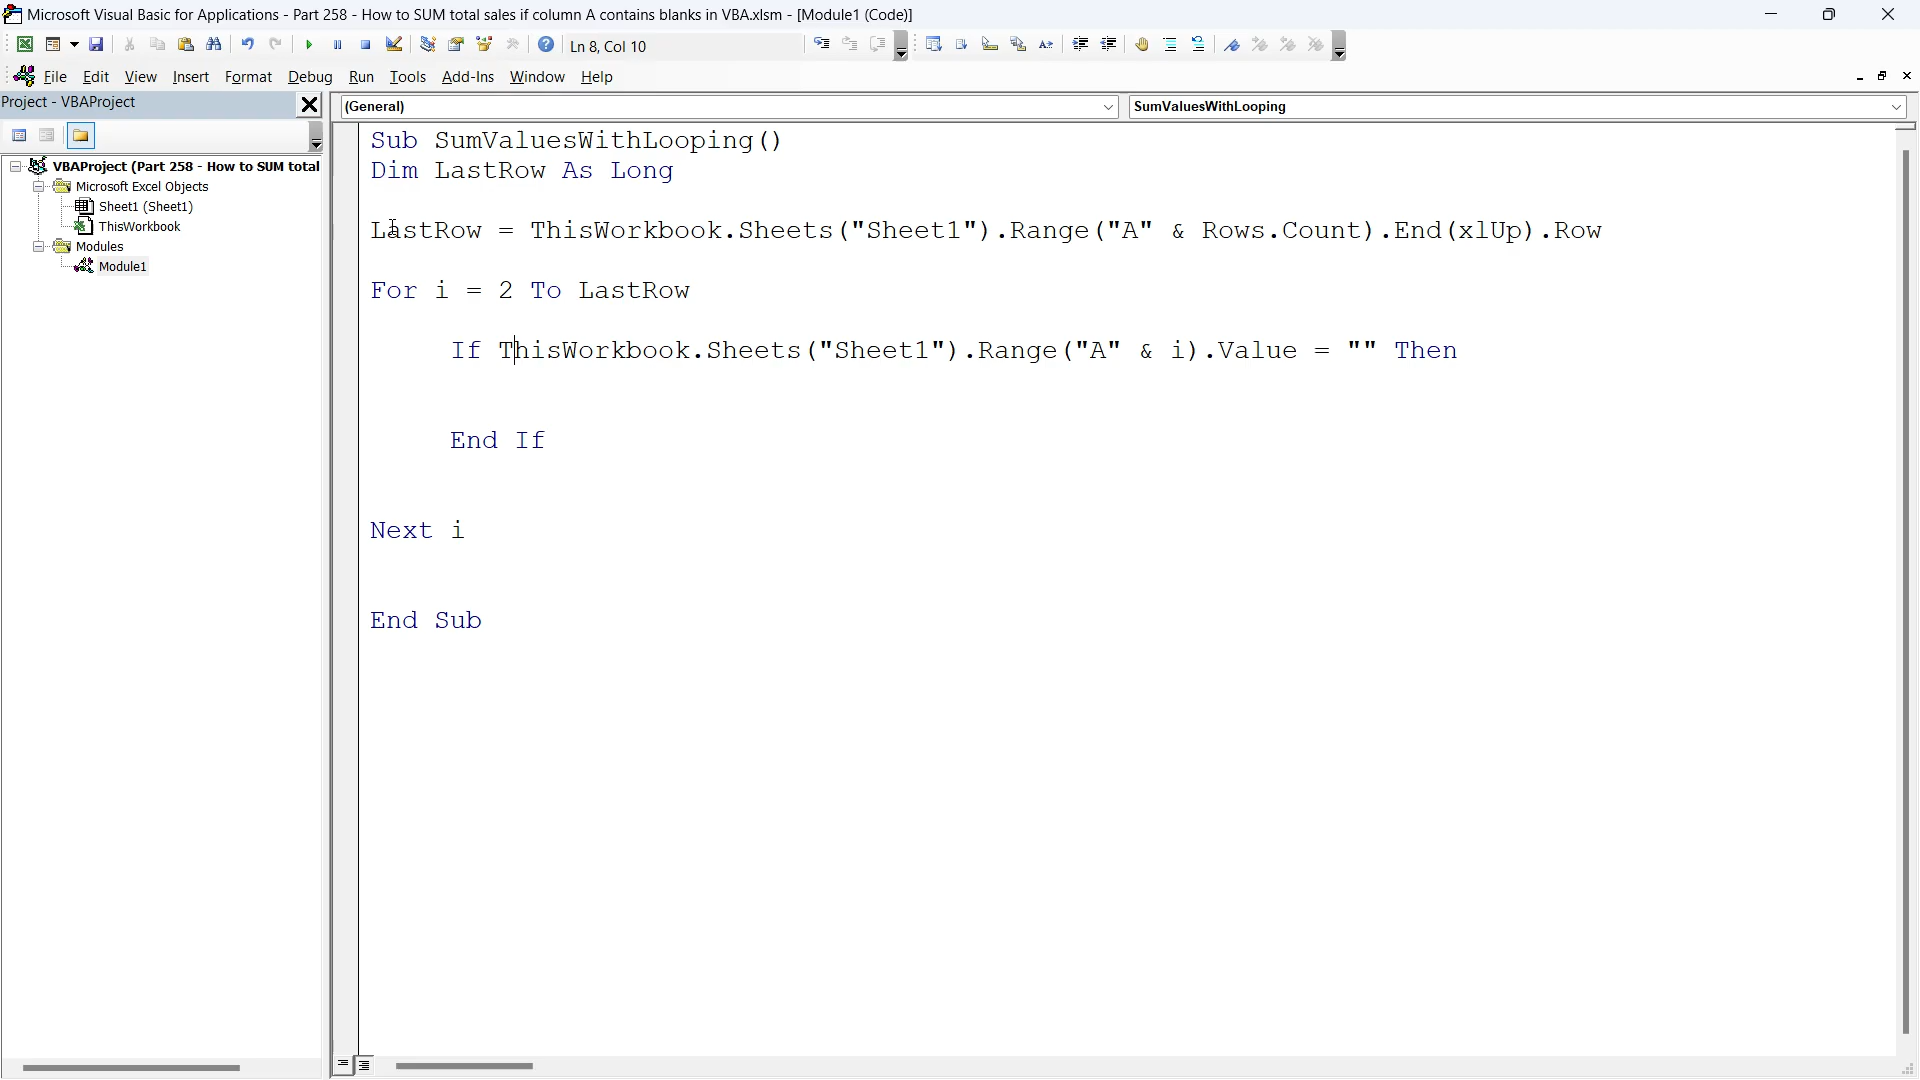 Microsoft Visual Basic for Applications - Part 258 - How to SUM total sales if column A contains blanks in VBA.xlsm - [Module1 (Code)]
Ln 8, Col 10
File Edit View Insert Format Debug Run Tools Add-Ins Window Help
Project - VBAProject
(General) SumValuesWithLooping
VBAProject (Part 258 - How to SUM total
Microsoft Excel Objects
Sheet1 (Sheet1)
ThisWorkbook
Modules
Module1
Sub SumValuesWithLooping()
Dim LastRow As Long
LastRow = ThisWorkbook.Sheets("Sheet1").Range("A" & Rows.Count).End(xlUp).Row
For i = 2 To LastRow
If ThisWorkbook.Sheets("Sheet1").Range("A" & i).Value = "" Then
End If
Next i
End Sub